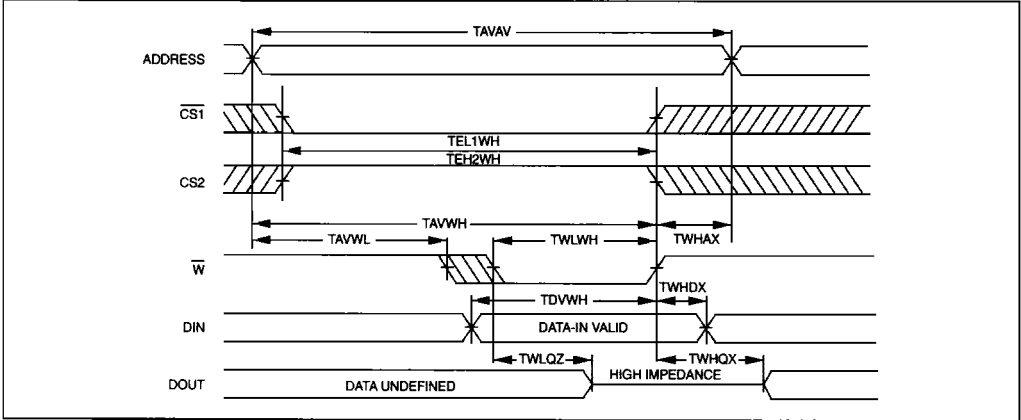 TAVAV
ADDRESS
CS1
TEL1WH
TEH2WH
CS2
TAVWH
TAVWL
TWLWH
TWHAX
W
TWHDX
TDVWH
DIN
DATA-IN VALID
TWLQZ
TWHQX
HIGH IMPEDANCE
DOUT
DATA UNDEFINED